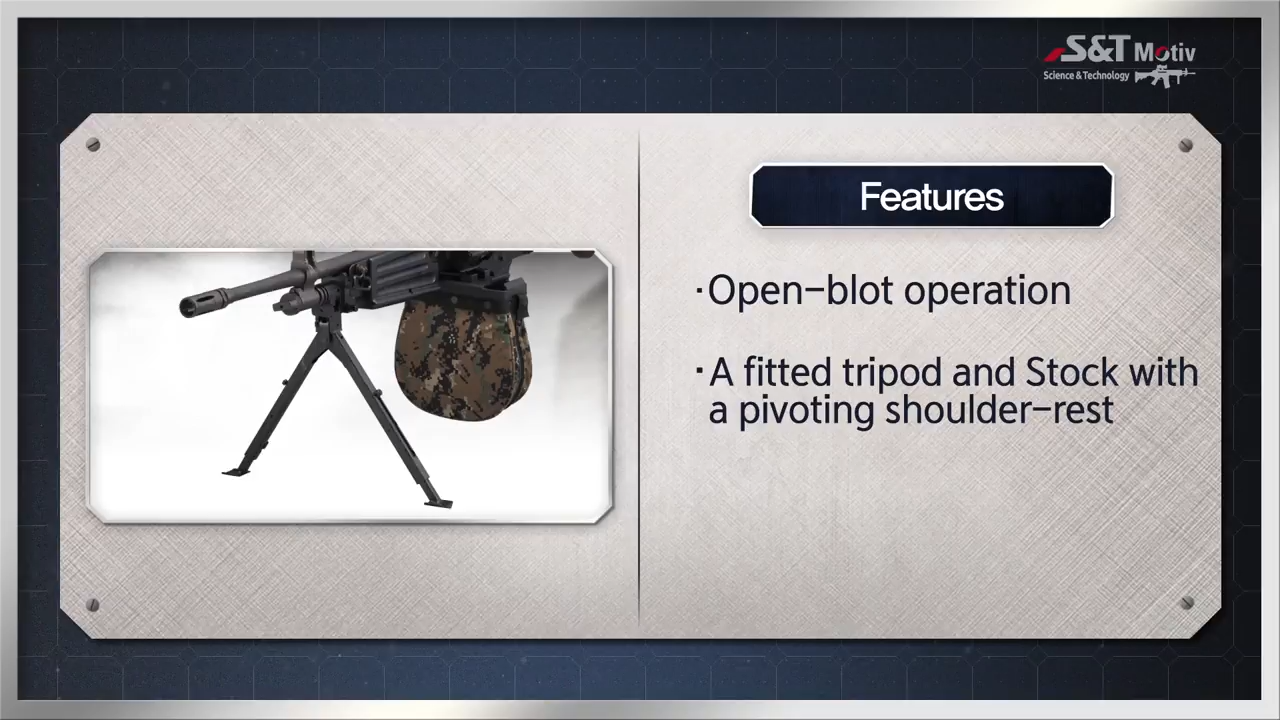 S&T Motiv
Science & Technology
Features
·Open-blot operation
·A fitted tripod and Stock with
a pivoting shoulder-rest